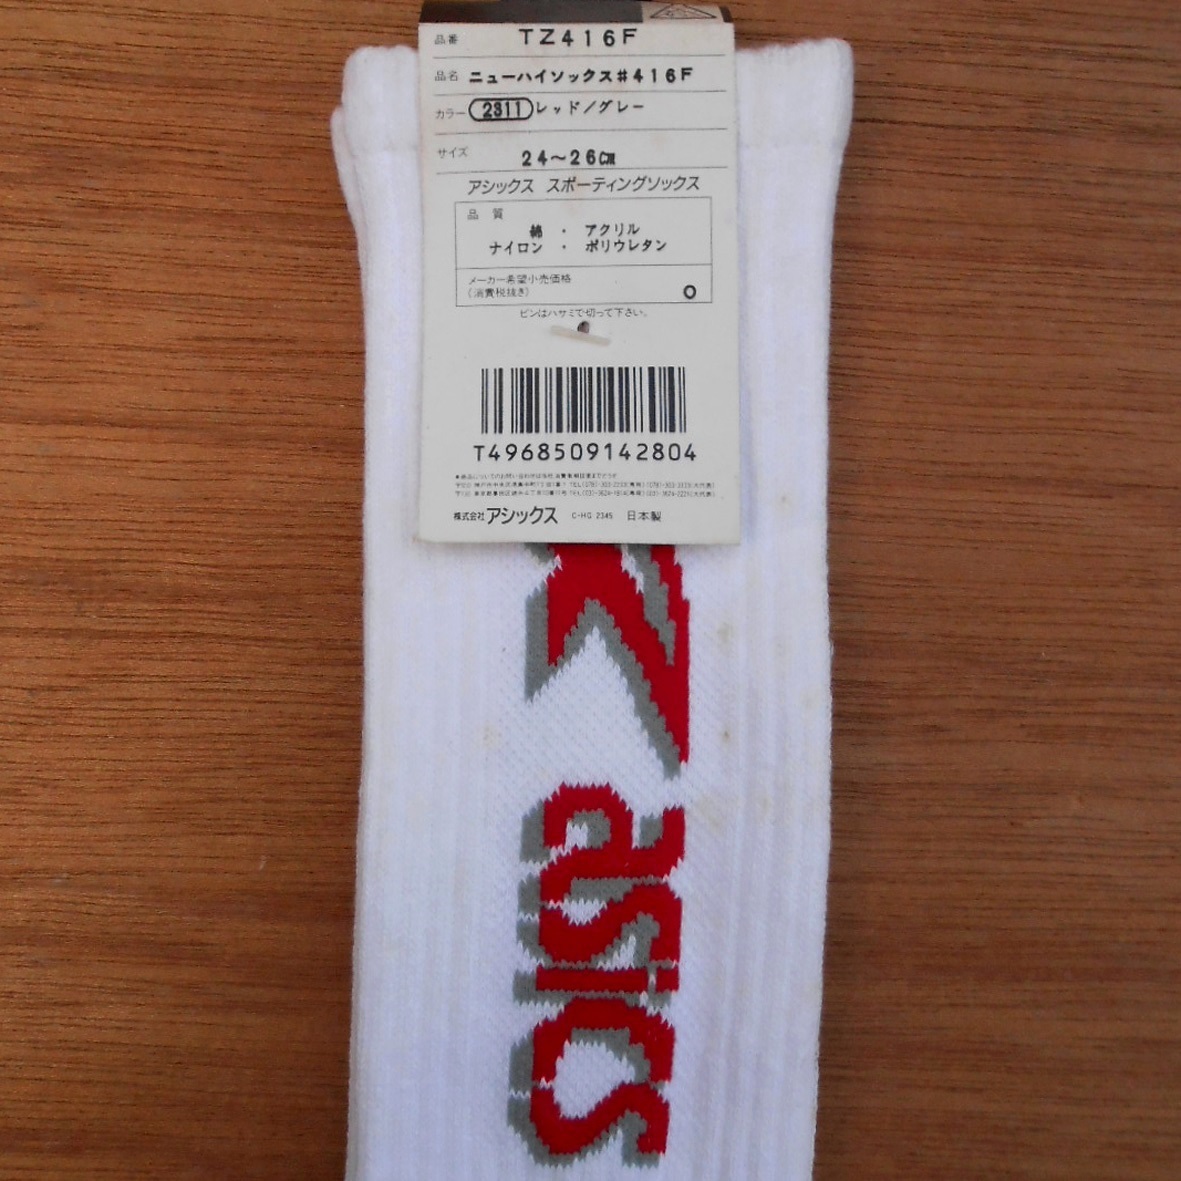 品番 TZ416F
品名 ニューハイソックス#416F
カラー 2311 レッド/グレー
サイズ 24~26cm
アシックス スポーティングソックス
品 質
綿 ・ アクリル
ナイロン ・ ポリウレタン
メーカー希望小売価格
(消費税抜き) 0
ピンはハサミで切って下さい。
T4968509142804
株式会社アシックス C-HG 2345 日本製
asics